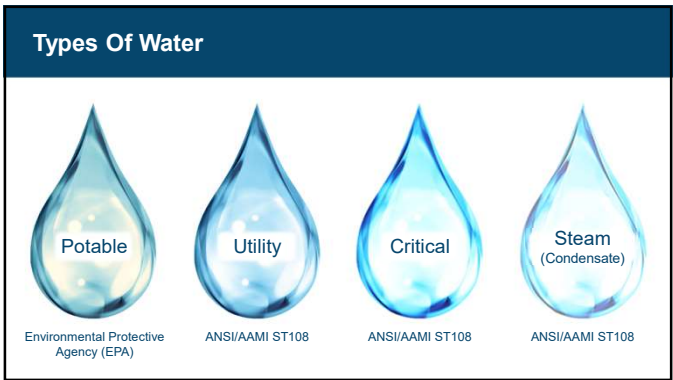 Types Of Water
Potable
Utility
Critical
Steam
(Condensate)
Environmental Protective
Agency (EPA)
ANSI/AAMI ST108
ANSI/AAMI ST108
ANSI/AAMI ST108